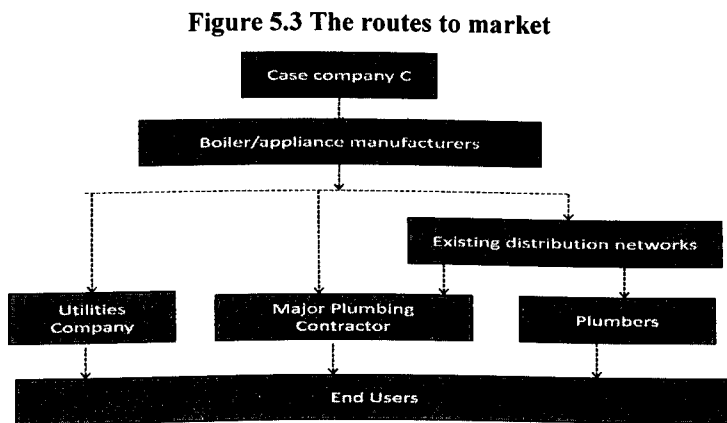 Figure 5.3 The routes to market
Case company C
Boiler/appliance manufacturers
Existing distribution networks
Utilities
Company
Major Plumbing
Contractor
Plumbers
End Users